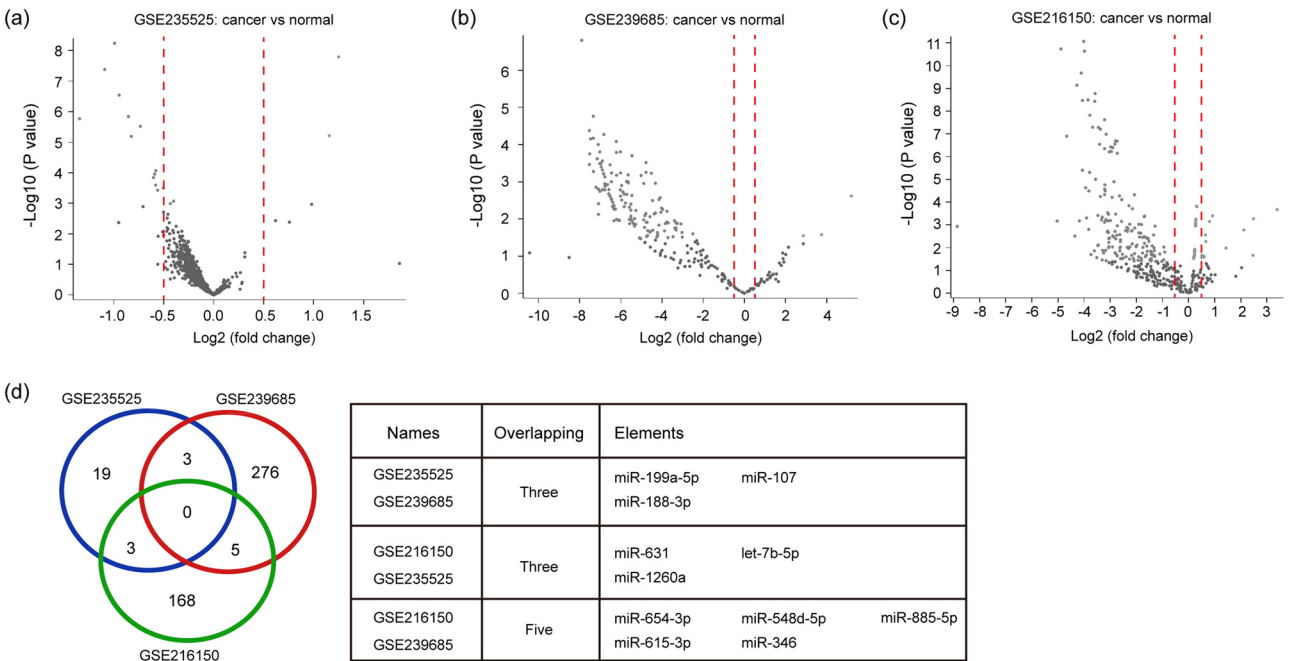 (a)
GSE235525: cancer vs normal
-Log10 (P value)
8
7
6
5
4
3
2
1
0
-1.0 -0.5 0.0 0.5 1.0 1.5
Log2 (fold change)
(b)
GSE239685: cancer vs normal
-Log10 (P value)
6
5
4
3
2
1
0
-10 -8 -6 -4 -2 0 2 4
Log2 (fold change)
(c)
GSE216150: cancer vs normal
-Log10 (P value)
11
10
9
8
7
6
5
4
3
2
1
0
-9 -8 -7 -6 -5 -4 -3 -2 -1 0 1 2 3
Log2 (fold change)
(d)
GSE235525 GSE239685
19 3 276
0
3 5
168
GSE216150
Names Overlapping Elements
GSE235525 miR-199a-5p miR-107
Three
GSE239685 miR-188-3p
GSE216150 miR-631 let-7b-5p
Three
GSE235525 miR-1260a
GSE216150 miR-654-3p miR-548d-5p miR-885-5p
Five
GSE239685 miR-615-3p miR-346